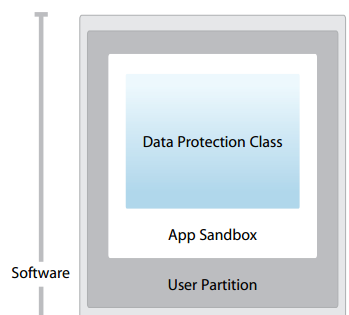 Data Protection Class
App Sandbox
Software
User Partition